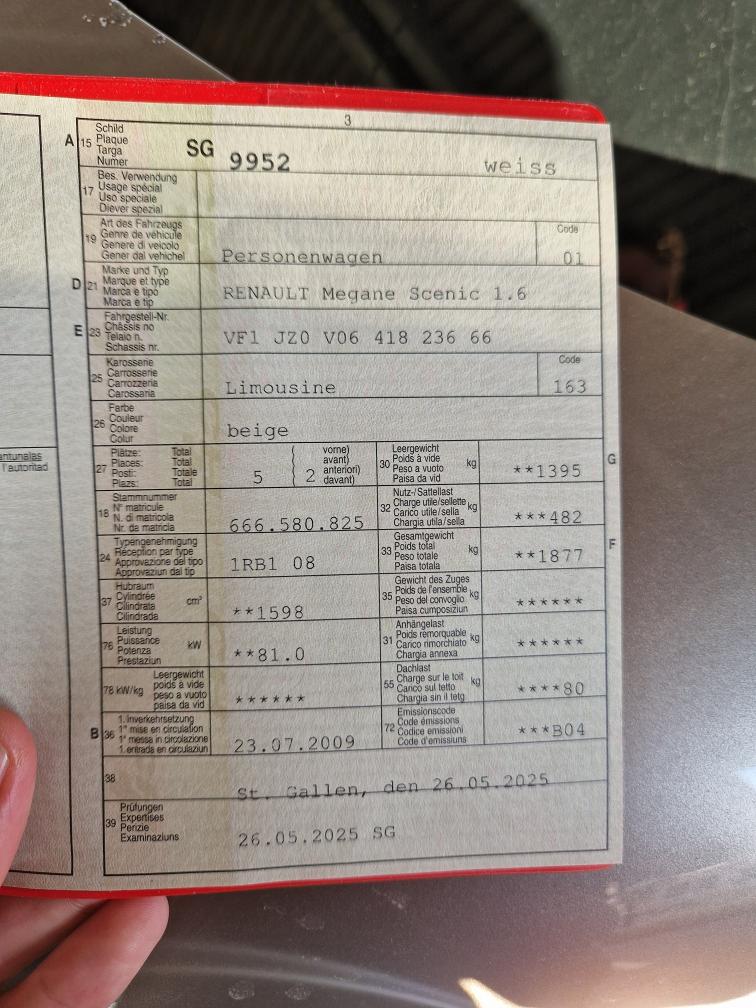 3
A 15 Schild
Plaque
Targa
Numer
SG 9952 weiss
17 Bes. Verwendung
Usage spécial
Uso speciale
Diever spezial
19 Art des Fahrzeugs
Genre de véhicule
Genere di veicolo
Gener dal vehichel
Personenwagen
Code
01
D 21 Marke und Typ
Marque et type
Marca e tipo
Marca e tip
RENAULT Megane Scenic 1.6
E 23 Fahrgestell-Nr.
Châssis no
Telaio n.
Schassis nr.
VF1 JZ0 V06 418 236 66
25 Karosserie
Carrosserie
Carrozzeria
Carossaria
Limousine
Code
163
26 Farbe
Couleur
Colore
Colur
beige
antunalas
l'autoritad
27 Plätze: Total
Places: Total
Posti: Totale
Plazs: Total
5
2
vorne)
avant)
anteriori)
davant)
30 Leergewicht
Poids à vide
Peso a vuoto
Paisa da vid
kg
**1395
G
18 Stammnummer
N° matricule
N. di matricola
Nr. da matricla
666.580.825
32 Nutz-/Sattellast
Charge utile/sellette
Carico utile/sella
Chargia utila/sella
kg
***482
24 Typengenehmigung
Réception par type
Approvazione del tipo
Approvaziun dal tip
1RB1 08
33 Gesamtgewicht
Poids total
Peso totale
Paisa totala
kg
**1877
F
37 Hubraum
Cylindrée
Cilindrata
Cilindrada
cm³
**1598
35 Gewicht des Zuges
Poids de l'ensemble
Peso del convoglio
Paisa cumposiziun
kg
******
76 Leistung
Puissance
Potenza
Prestaziun
kW
**81.0
31 Anhängelast
Poids remorquable
Carico rimorchiato
Chargia annexa
kg
******
78 kW/kg Leergewicht
poids à vide
peso a vuoto
paisa da vid
******
55 Dachlast
Charge sur le toit
Carico sul tetto
Chargia sin il tetg
kg
****80
B 36 1. Inverkehrsetzung
1re mise en circulation
1a messa in circolazione
1. entrada en circulaziun
23.07.2009
72 Emissionscode
Code émissions
Codice emissioni
Code d'emissiuns
***B04
38
St. Gallen, den 26.05.2025
39 Prüfungen
Expertises
Perizie
Examinaziuns
26.05.2025 SG